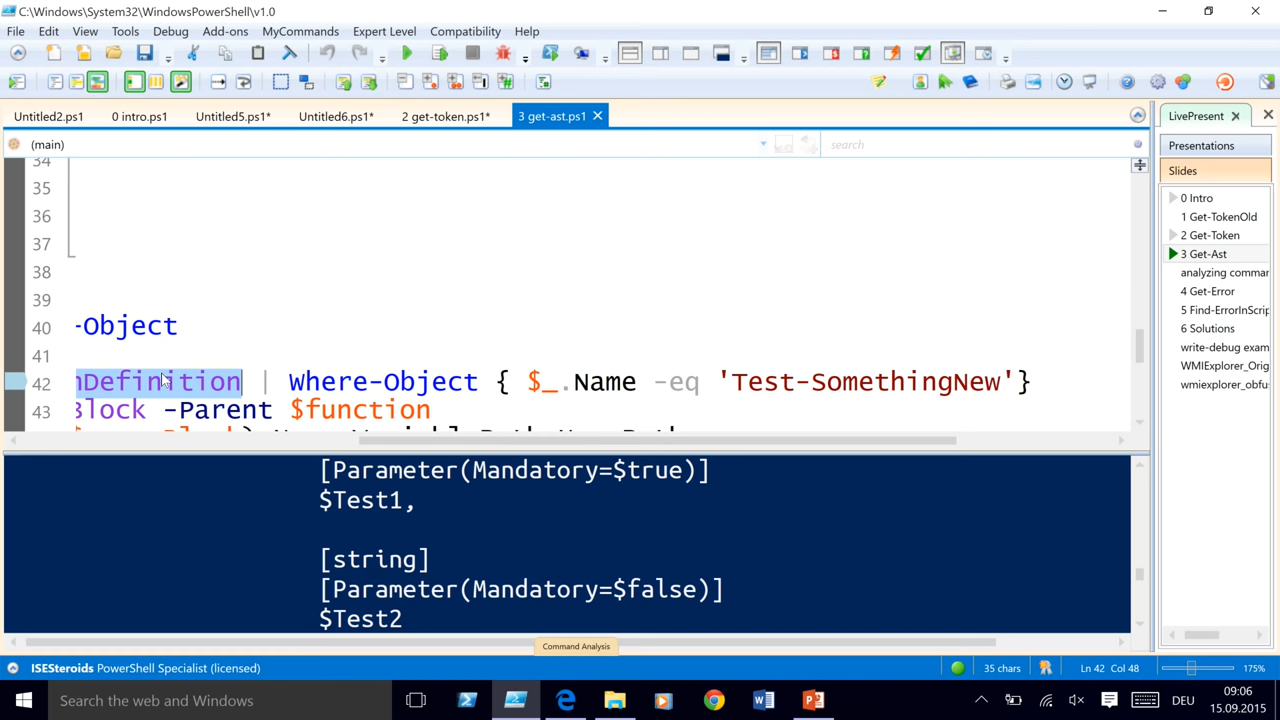 C:\Windows\System32\WindowsPowerShell\v1.0
File Edit View Tools Debug Add-ons MyCommands Expert Level Compatibility Help
Untitled2.ps1 0 intro.ps1 Untitled5.ps1* Untitled6.ps1* 2 get-token.ps1* 3 get-ast.ps1
(main) search
34
35
36
37
38
39
40 -Object
41
42 nDefinition | Where-Object { $_.Name -eq 'Test-SomethingNew'}
43 Block -Parent $function
[Parameter(Mandatory=$true)]
$Test1,
[string]
[Parameter(Mandatory=$false)]
$Test2
Command Analysis
LivePresent
Presentations
Slides
0 Intro
1 Get-TokenOld
2 Get-Token
3 Get-Ast
analyzing comma
4 Get-Error
5 Find-ErrorInScri
6 Solutions
write-debug exam
WMIExplorer_Orig
wmiexplorer_obfu
ISESteroids PowerShell Specialist (licensed) 35 chars Ln 42 Col 48 175%
Search the web and Windows DEU 09:06
15.09.2015